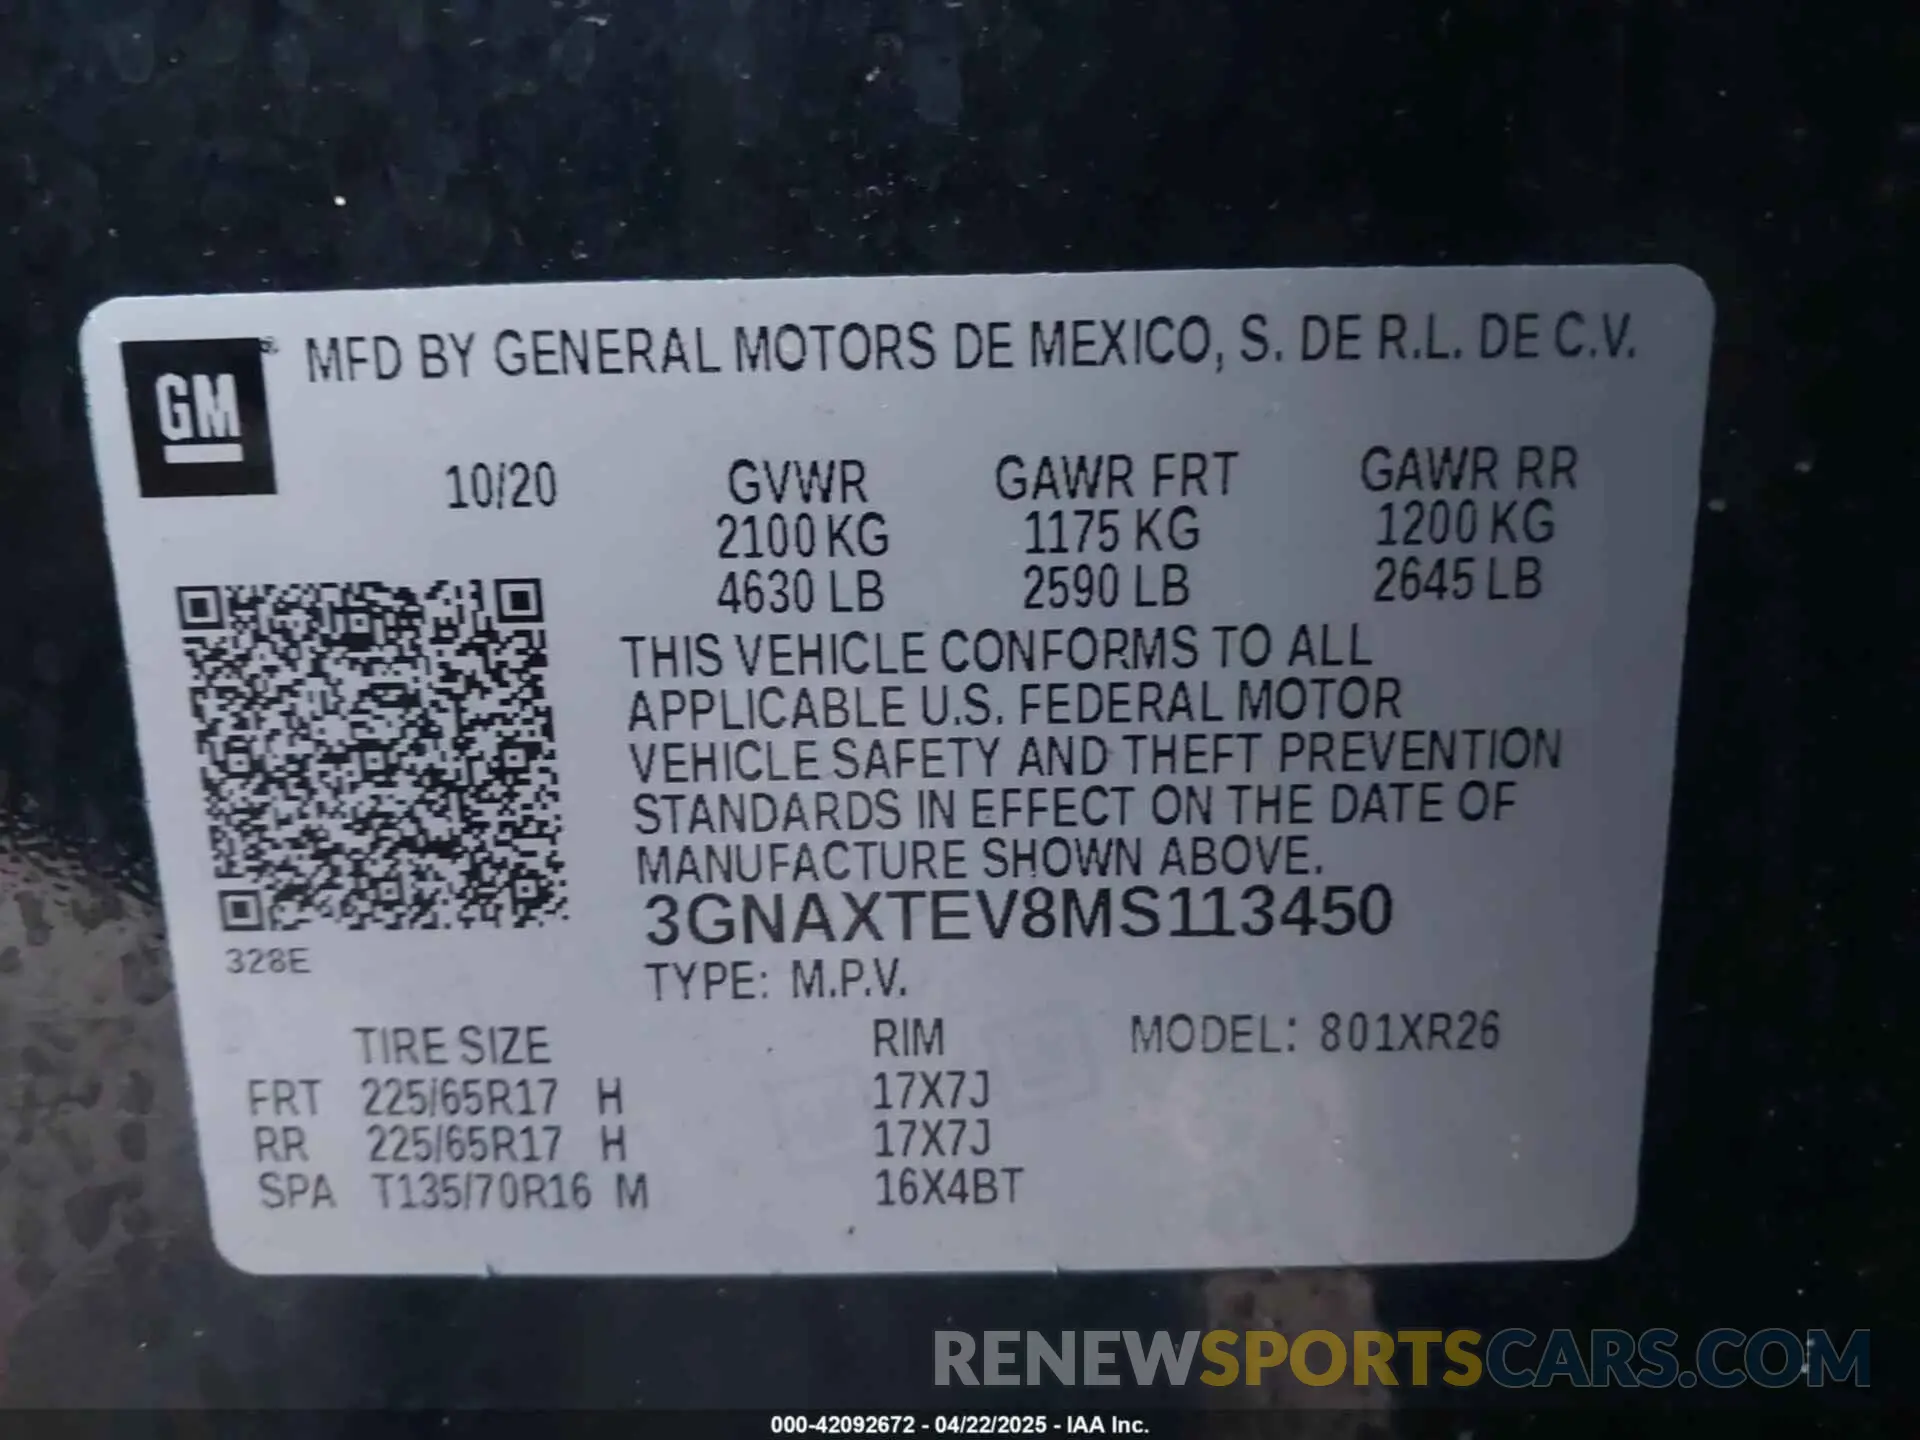 GM® MFD BY GENERAL MOTORS DE MEXICO, S. DE R.L. DE C.V.
10/20 GVWR GAWR FRT GAWR RR
2100 KG 1175 KG 1200 KG
4630 LB 2590 LB 2645 LB
THIS VEHICLE CONFORMS TO ALL
APPLICABLE U.S. FEDERAL MOTOR
VEHICLE SAFETY AND THEFT PREVENTION
STANDARDS IN EFFECT ON THE DATE OF
MANUFACTURE SHOWN ABOVE.
3GNAXTEV8MS113450
328E
TYPE: M.P.V.
TIRE SIZE RIM MODEL: 801XR26
FRT 225/65R17 H 17X7J
RR 225/65R17 H 17X7J
SPA T135/70R16 M 16X4BT
RENEWSPORTSCARS.COM
000-42092672 - 04/22/2025 - IAA Inc.